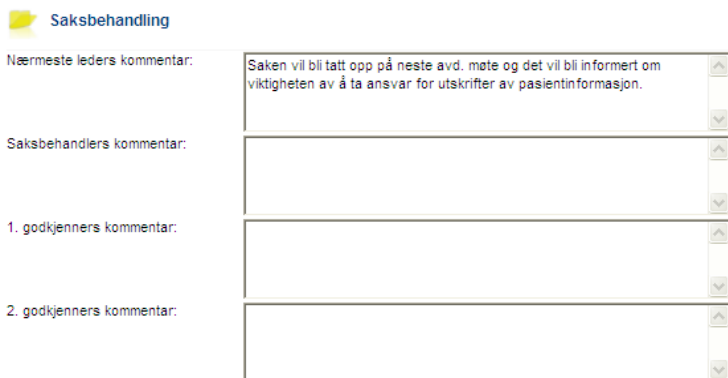 Saksbehandling
Nærmeste leders kommentar:
Saken vil bli tatt opp på neste avd. møte og det vil bli informert om
viktigheten av å ta ansvar for utskrifter av pasientinformasjon.
Saksbehandlers kommentar:
1. godkjenners kommentar:
2. godkjenners kommentar: